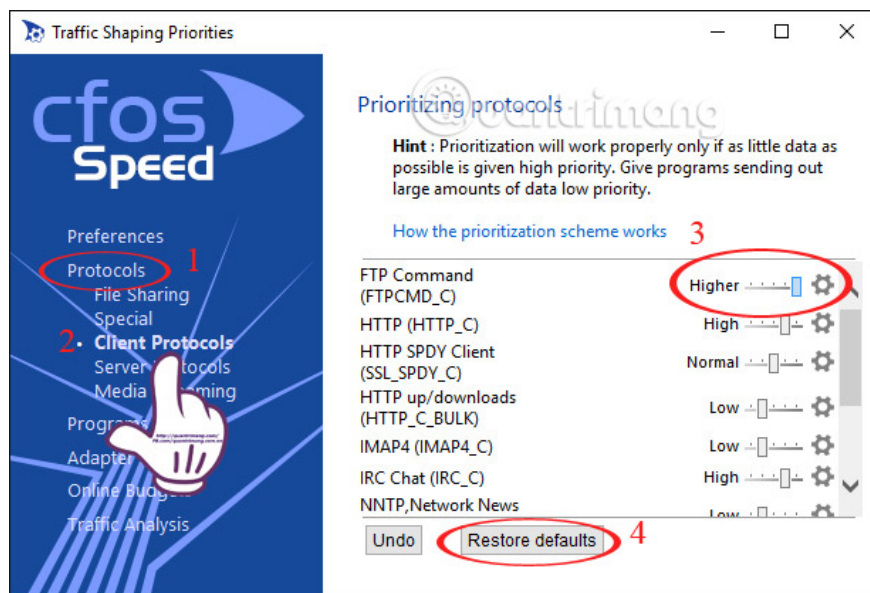 Traffic Shaping Priorities
cfos
Speed
Preferences
Protocols
1
File Sharing
Special
2
Client Protocols
Server
Media
Adapter
Online
Traffic Analysis
quantrimang
Prioritizing protocols
Hint : Prioritization will work properly only if as little data as
possible is given high priority. Give programs sending out
large amounts of data low priority.
How the prioritization scheme works
3
FTP Command
(FTPCMD_C)
Higher
HTTP (HTTP_C)
High
HTTP SPDY Client
(SSL_SPDY_C)
Normal
HTTP up/downloads
(HTTP_C_BULK)
Low
IMAP4 (IMAP4_C)
Low
IRC Chat (IRC_C)
High
NNTP,Network News
Low
Undo
Restore defaults
4